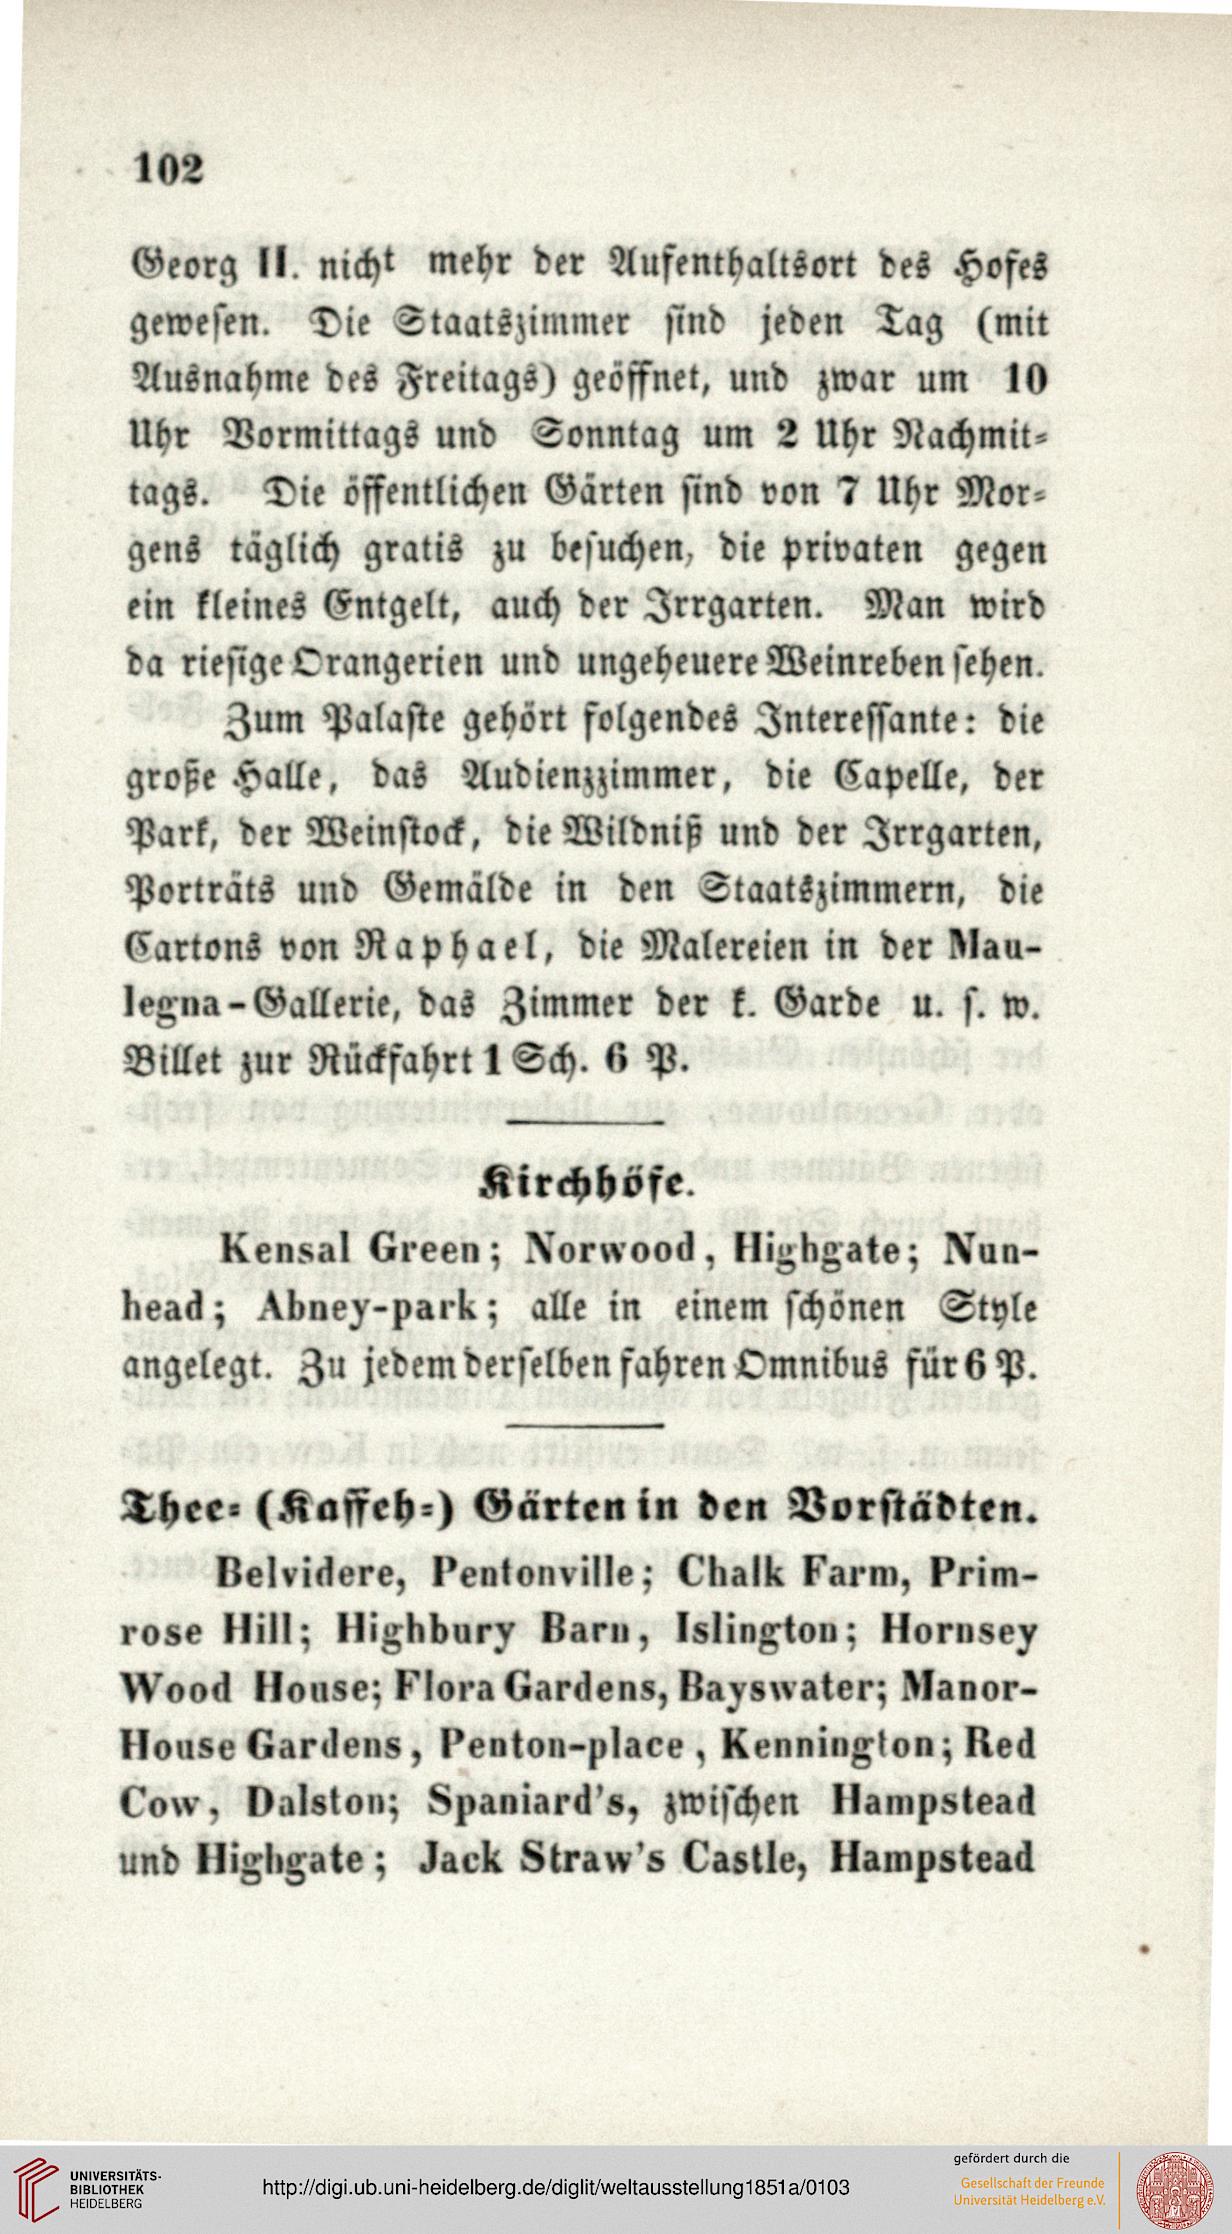 102
Georg II. nicht mehr der Aufenthaltsort des Hofes
gewesen. Die Staatszimmer sind jeden Tag (mit
Ausnahme des Freitags) geöffnet, und zwar um 10
Uhr Vormittags und Sonntag um 2 Uhr Nachmit-
tags. Die öffentlichen Gärten sind von 7 Uhr Mor-
gens täglich gratis zu besuchen, die privaten gegen
ein kleines Entgelt, auch der Irrgarten. Man wird
da riesige Orangerien und ungeheuere Weinreben sehen.
Zum Palaste gehört folgendes Interessante: die
große Halle, das Audienzzimmer, die Capelle, der
Park, der Weinstock, die Wildniß und der Irrgarten,
Porträts und Gemälde in den Staatszimmern, die
Cartons von Raphael, die Malereien in der Mau-
legna-Gallerie, das Zimmer der k. Garde u. s. w.
Billet zur Rückfahrt 1 Sch. 6 P.
Kirchhöfe.
Kensal Green; Norwood, Highgate; Nun-
head; Abney-park; alle in einem schönen Style
angelegt. Zu jedem derselben fahren Omnibus für 6 P.
Thee- (Kaffeh-) Gärten in den Vorstädten.
Belvidere, Pentonville; Chalk Farm, Prim-
rose Hill; Highbury Barn, Islington; Hornsey
Wood House; Flora Gardens, Bayswater; Manor-
House Gardens, Penton-place, Kennington; Red
Cow, Dalston; Spaniard's, zwischen Hampstead
und Highgate; Jack Straw's Castle, Hampstead
UNIVERSITÄTS-
BIBLIOTHEK
HEIDELBERG
http://digi.ub.uni-heidelberg.de/diglit/weltausstellung1851a/0103
gefördert durch die
Gesellschaft der Freunde
Universität Heidelberg e.V.